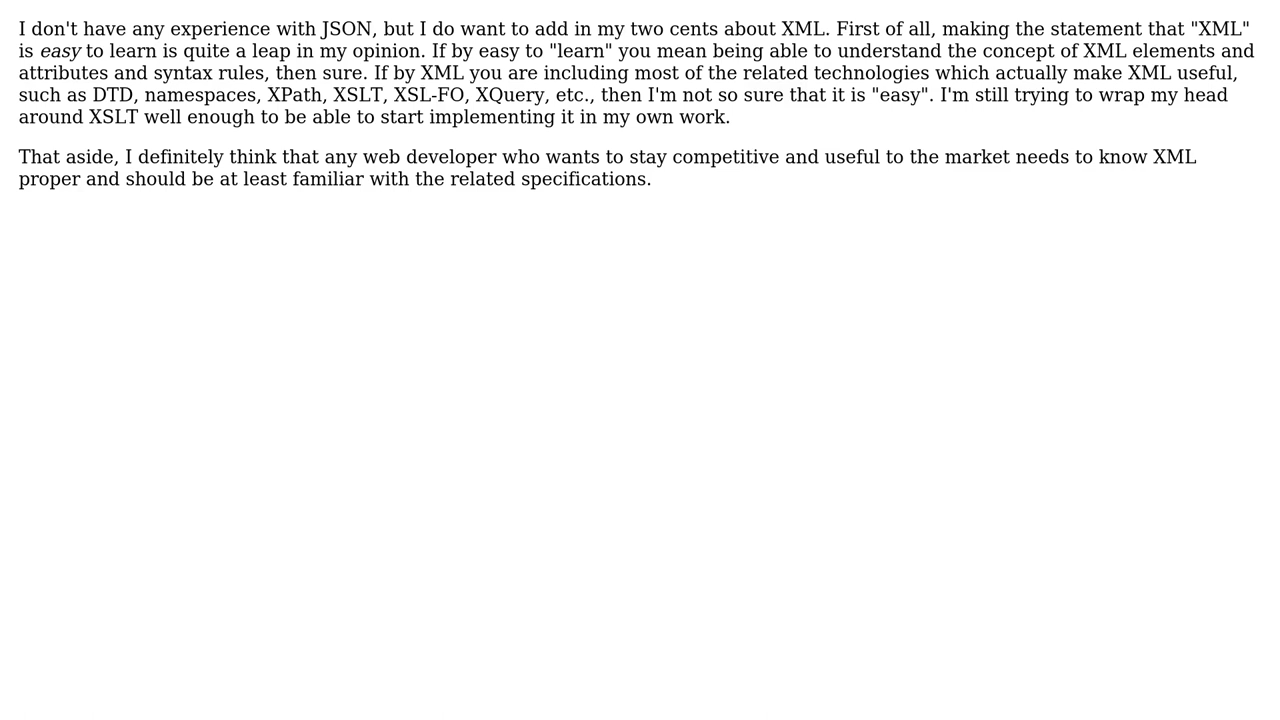 I don't have any experience with JSON, but I do want to add in my two cents about XML. First of all, making the statement that "XML"
is easy to learn is quite a leap in my opinion. If by easy to "learn" you mean being able to understand the concept of XML elements and
attributes and syntax rules, then sure. If by XML you are including most of the related technologies which actually make XML useful,
such as DTD, namespaces, XPath, XSLT, XSL-FO, XQuery, etc., then I'm not so sure that it is "easy". I'm still trying to wrap my head
around XSLT well enough to be able to start implementing it in my own work.
That aside, I definitely think that any web developer who wants to stay competitive and useful to the market needs to know XML
proper and should be at least familiar with the related specifications.